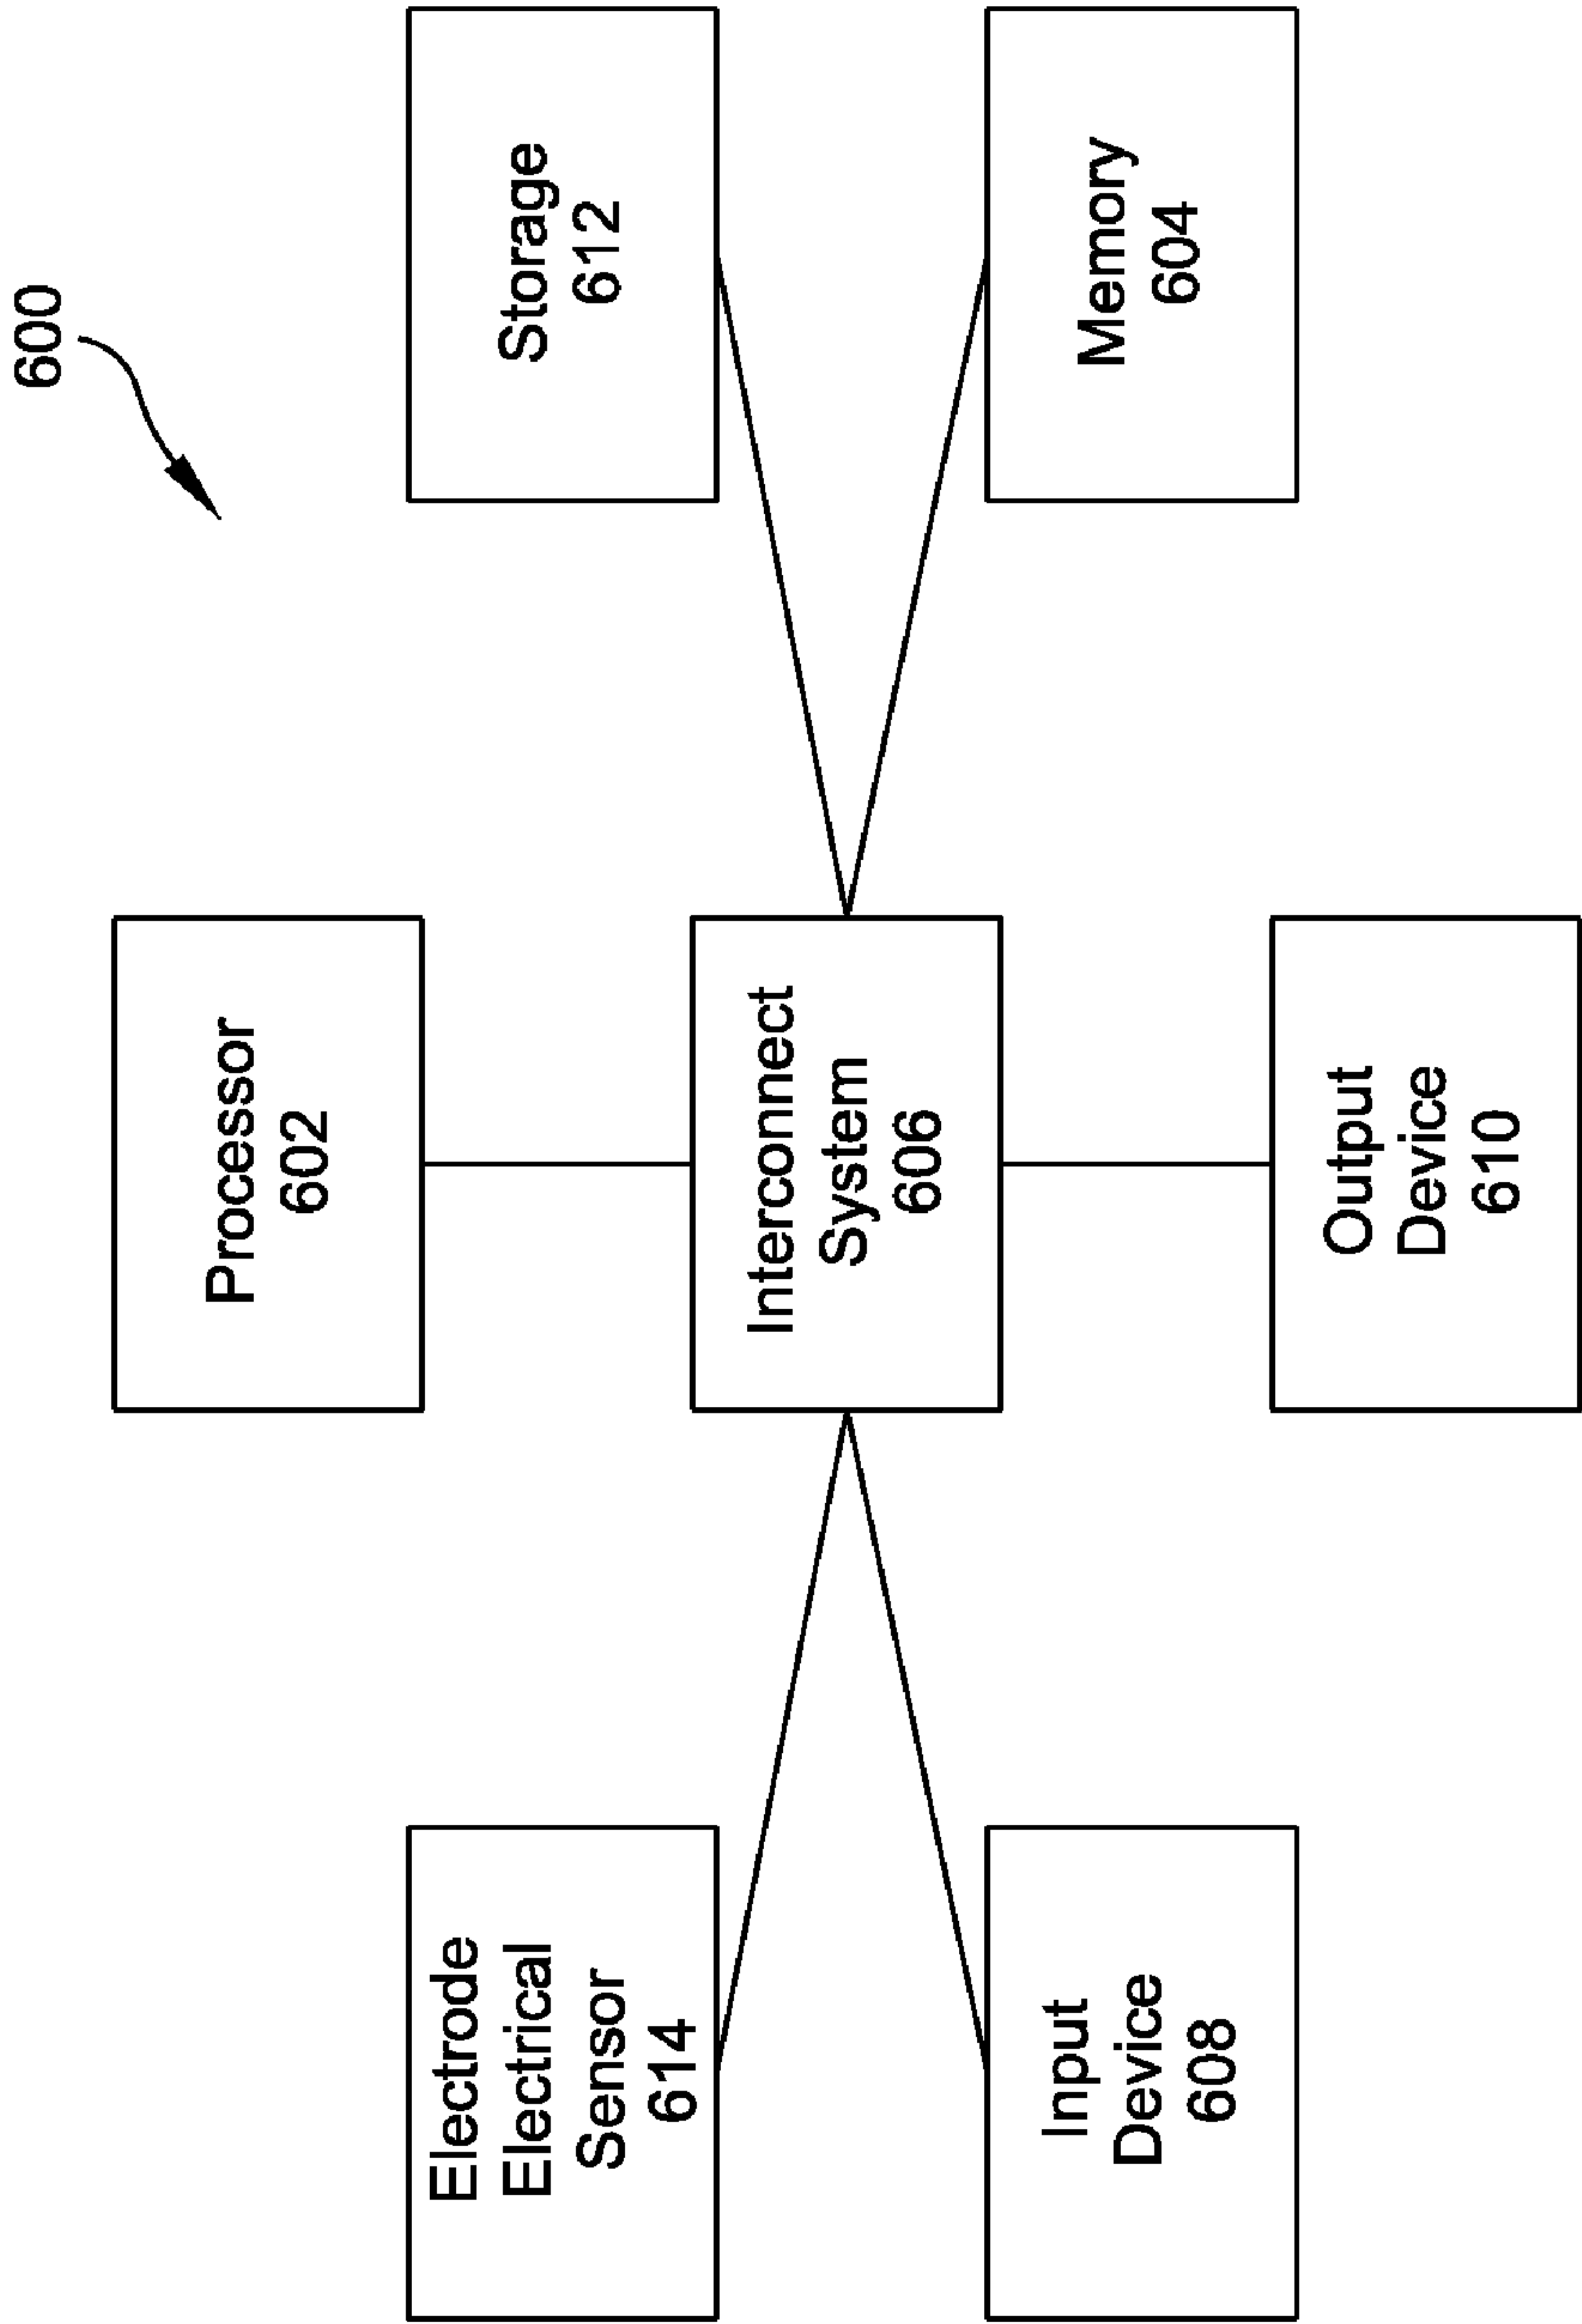 600
Processor
602
Electrode
Electrical
Sensor
614
Storage
612
Interconnect
System
606
Input
Device
608
Memory
604
Output
Device
610